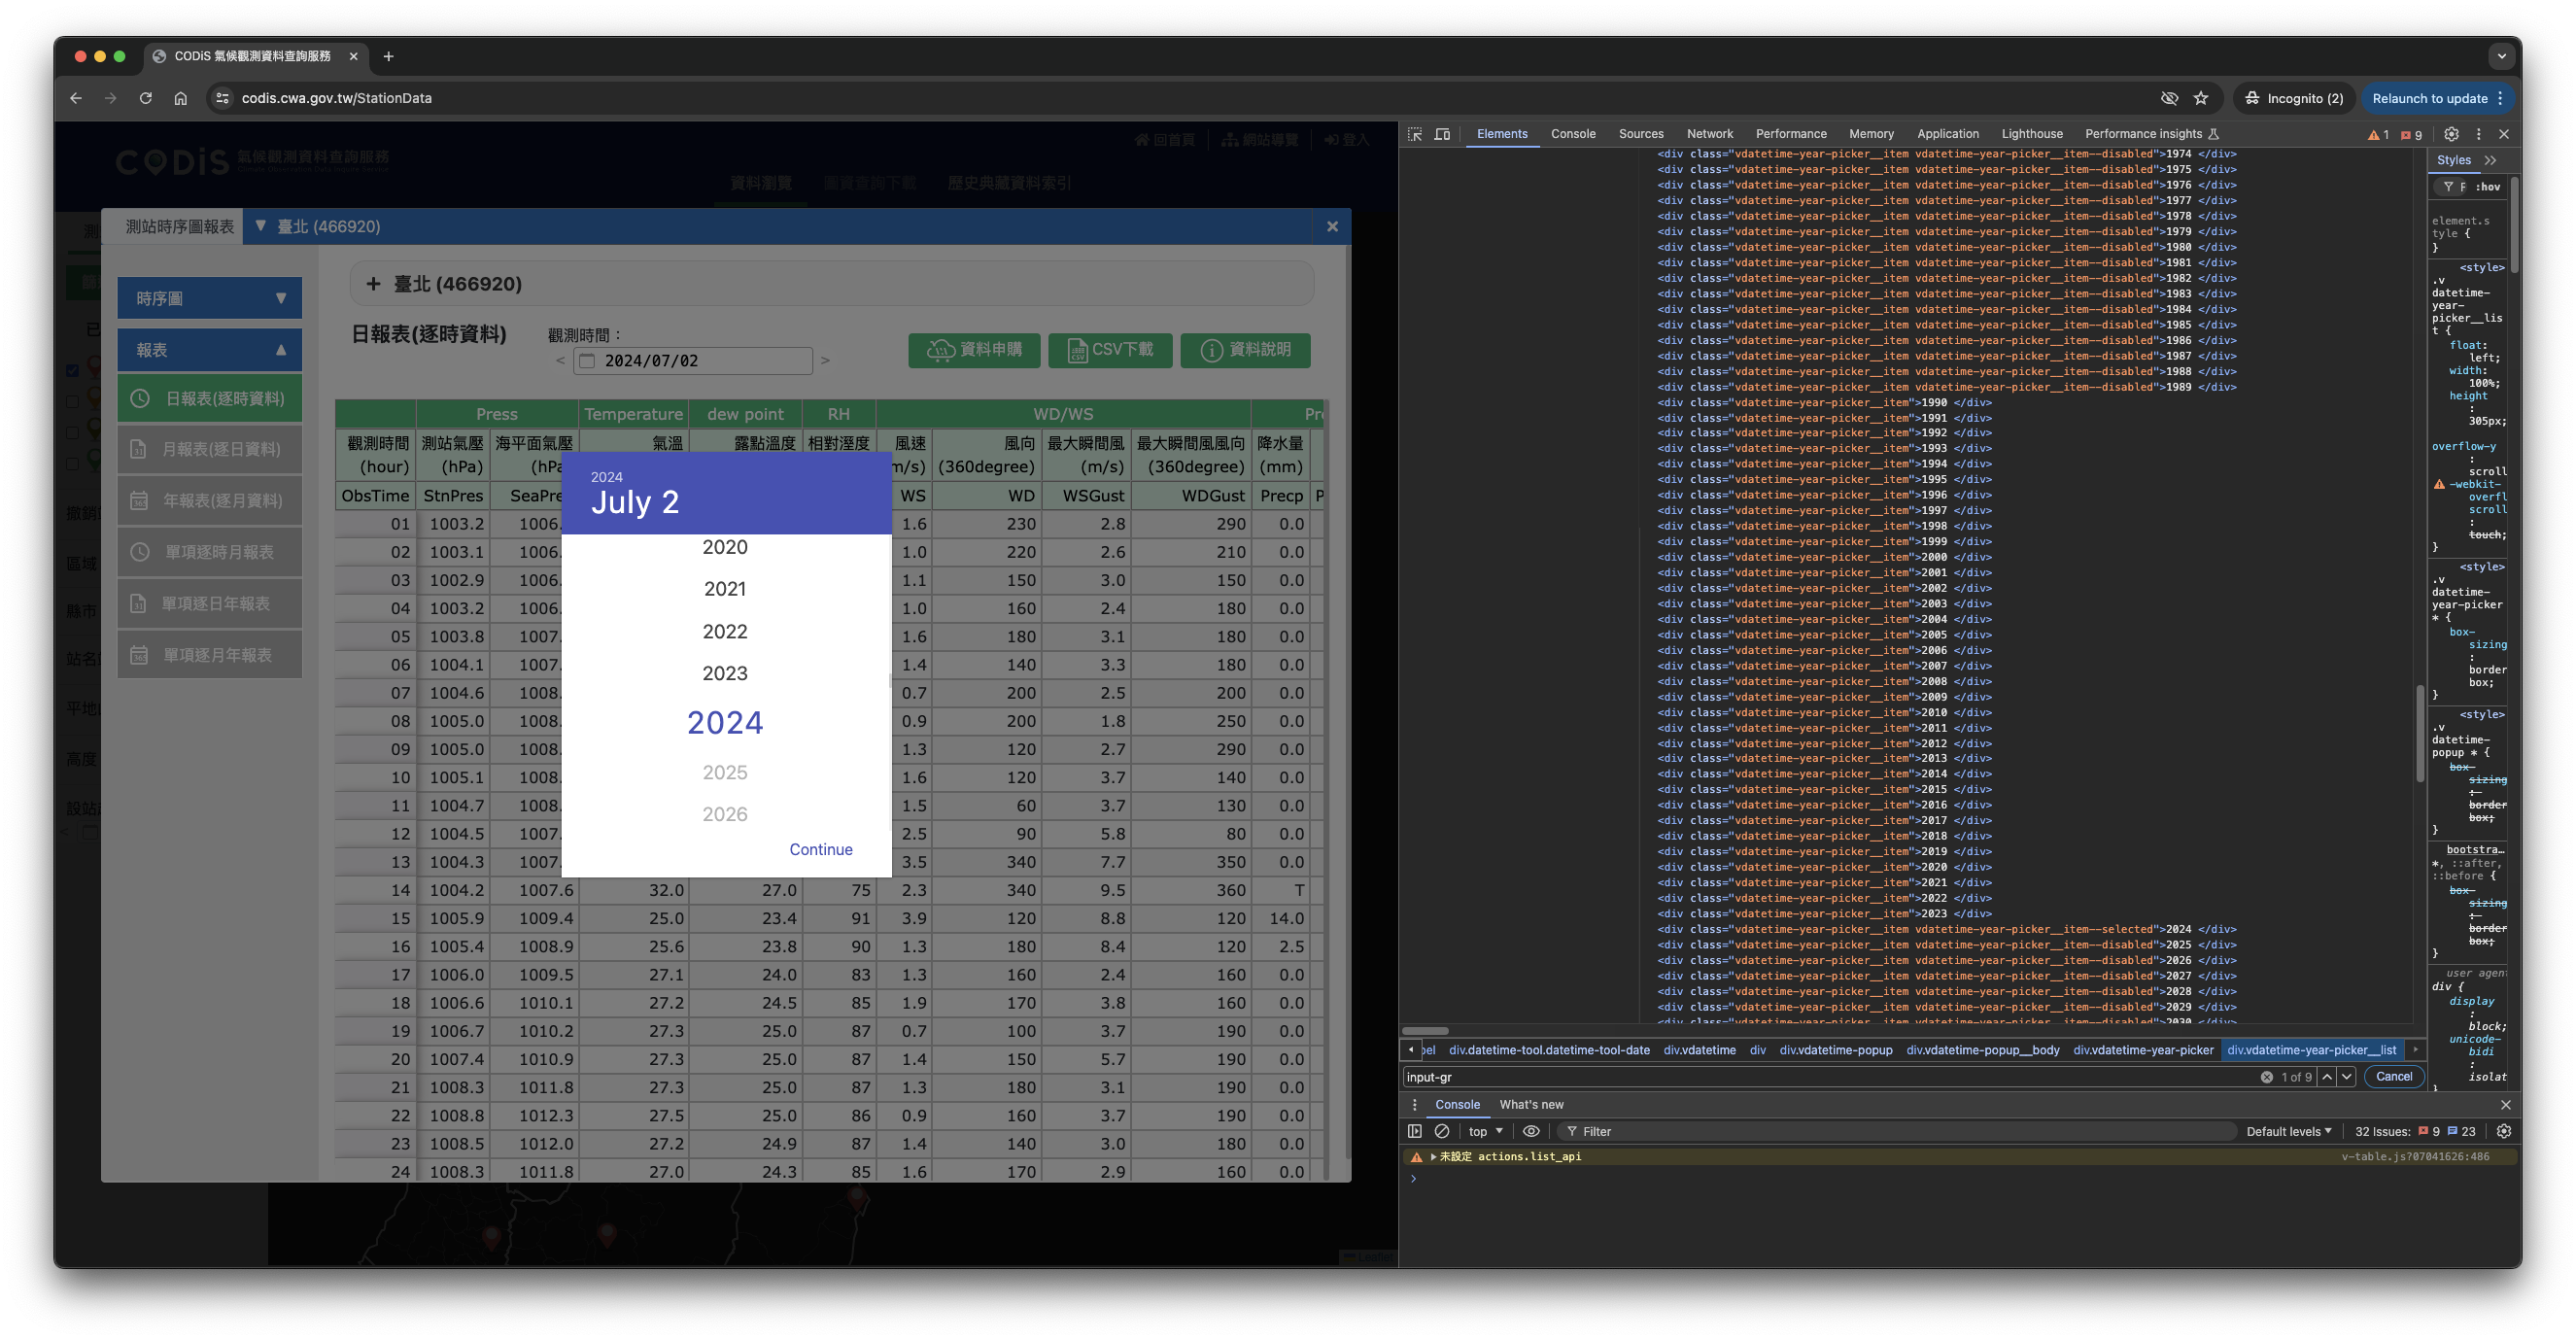 CODiS 氣候觀測資料查詢服務
codis.cwa.gov.tw/StationData
Incognito (2)
Relaunch to update
回首頁
網站導覽
登入
CODiS 氣候觀測資料查詢服務
資料瀏覽
圖資查詢下載
歷史典藏資料索引
測站時序圖報表
▼ 臺北 (466920)
時序圖
報表
日報表(逐時資料)
月報表(逐日資料)
年報表(逐月資料)
單項逐時月報表
單項逐日年報表
單項逐月年報表
+ 臺北 (466920)
日報表(逐時資料)
觀測時間：
< 2024/07/02 >
資料申購
CSV下載
資料說明
Press Temperature dew point RH WD/WS
觀測時間 測站氣壓 海平面氣壓 氣溫 露點溫度 相對溼度 風速 風向 最大瞬間風 最大瞬間風風向 降水量
(hour) (hPa) (360degree) (m/s) (360degree) (mm)
ObsTime StnPres WS WD WSGust WDGust Precp
01 1003.2 1006. 1.6 230 2.8 290 0.0
02 1003.1 1006. 1.0 220 2.6 210 0.0
03 1002.9 1006. 1.1 150 3.0 150 0.0
04 1003.2 1006. 1.0 160 2.4 180 0.0
05 1003.8 1007. 1.6 180 3.1 180 0.0
06 1004.1 1007. 1.4 140 3.3 180 0.0
07 1004.6 1008. 0.7 200 2.5 200 0.0
08 1005.0 1008. 0.9 200 1.8 250 0.0
09 1005.0 1008. 1.3 120 2.7 290 0.0
10 1005.1 1008. 1.6 120 3.7 140 0.0
11 1004.7 1008. 1.5 60 3.7 130 0.0
12 1004.5 1007. 2.5 90 5.8 80 0.0
13 1004.3 1007. 3.5 340 7.7 350 0.0
14 1004.2 1007.6 32.0 27.0 75 2.3 340 9.5 360 T
15 1005.9 1009.4 25.0 23.4 91 3.9 120 8.8 120 14.0
16 1005.4 1008.9 25.6 23.8 90 1.3 180 8.4 120 2.5
17 1006.0 1009.5 27.1 24.0 83 1.3 160 2.4 160 0.0
18 1006.6 1010.1 27.2 24.5 85 1.9 170 3.8 160 0.0
19 1006.7 1010.2 27.3 25.0 87 0.7 100 3.7 190 0.0
20 1007.4 1010.9 27.3 25.0 87 1.4 150 5.7 190 0.0
21 1008.3 1011.8 27.3 25.0 87 1.3 180 3.1 190 0.0
22 1008.8 1012.3 27.5 25.0 86 0.9 160 3.7 190 0.0
23 1008.5 1012.0 27.2 24.9 87 1.4 140 3.0 180 0.0
24 1008.3 1011.8 27.0 24.3 85 1.6 170 2.9 160 0.0
2024
July 2
2020
2021
2022
2023
2024
2025
2026
Continue
Elements Console Sources Network Performance Memory Application Lighthouse Performance insights 1 9
<div class="vdatetime-year-picker__item vdatetime-year-picker__item--disabled">1974 </div>
<div class="vdatetime-year-picker__item vdatetime-year-picker__item--disabled">1975 </div>
<div class="vdatetime-year-picker__item vdatetime-year-picker__item--disabled">1976 </div>
<div class="vdatetime-year-picker__item vdatetime-year-picker__item--disabled">1977 </div>
<div class="vdatetime-year-picker__item vdatetime-year-picker__item--disabled">1978 </div>
<div class="vdatetime-year-picker__item vdatetime-year-picker__item--disabled">1979 </div>
<div class="vdatetime-year-picker__item vdatetime-year-picker__item--disabled">1980 </div>
<div class="vdatetime-year-picker__item vdatetime-year-picker__item--disabled">1981 </div>
<div class="vdatetime-year-picker__item vdatetime-year-picker__item--disabled">1982 </div>
<div class="vdatetime-year-picker__item vdatetime-year-picker__item--disabled">1983 </div>
<div class="vdatetime-year-picker__item vdatetime-year-picker__item--disabled">1984 </div>
<div class="vdatetime-year-picker__item vdatetime-year-picker__item--disabled">1985 </div>
<div class="vdatetime-year-picker__item vdatetime-year-picker__item--disabled">1986 </div>
<div class="vdatetime-year-picker__item vdatetime-year-picker__item--disabled">1987 </div>
<div class="vdatetime-year-picker__item vdatetime-year-picker__item--disabled">1988 </div>
<div class="vdatetime-year-picker__item vdatetime-year-picker__item--disabled">1989 </div>
<div class="vdatetime-year-picker__item">1990 </div>
<div class="vdatetime-year-picker__item">1991 </div>
<div class="vdatetime-year-picker__item">1992 </div>
<div class="vdatetime-year-picker__item">1993 </div>
<div class="vdatetime-year-picker__item">1994 </div>
<div class="vdatetime-year-picker__item">1995 </div>
<div class="vdatetime-year-picker__item">1996 </div>
<div class="vdatetime-year-picker__item">1997 </div>
<div class="vdatetime-year-picker__item">1998 </div>
<div class="vdatetime-year-picker__item">1999 </div>
<div class="vdatetime-year-picker__item">2000 </div>
<div class="vdatetime-year-picker__item">2001 </div>
<div class="vdatetime-year-picker__item">2002 </div>
<div class="vdatetime-year-picker__item">2003 </div>
<div class="vdatetime-year-picker__item">2004 </div>
<div class="vdatetime-year-picker__item">2005 </div>
<div class="vdatetime-year-picker__item">2006 </div>
<div class="vdatetime-year-picker__item">2007 </div>
<div class="vdatetime-year-picker__item">2008 </div>
<div class="vdatetime-year-picker__item">2009 </div>
<div class="vdatetime-year-picker__item">2010 </div>
<div class="vdatetime-year-picker__item">2011 </div>
<div class="vdatetime-year-picker__item">2012 </div>
<div class="vdatetime-year-picker__item">2013 </div>
<div class="vdatetime-year-picker__item">2014 </div>
<div class="vdatetime-year-picker__item">2015 </div>
<div class="vdatetime-year-picker__item">2016 </div>
<div class="vdatetime-year-picker__item">2017 </div>
<div class="vdatetime-year-picker__item">2018 </div>
<div class="vdatetime-year-picker__item">2019 </div>
<div class="vdatetime-year-picker__item">2020 </div>
<div class="vdatetime-year-picker__item">2021 </div>
<div class="vdatetime-year-picker__item">2022 </div>
<div class="vdatetime-year-picker__item">2023 </div>
<div class="vdatetime-year-picker__item vdatetime-year-picker__item--selected">2024 </div>
<div class="vdatetime-year-picker__item vdatetime-year-picker__item--disabled">2025 </div>
<div class="vdatetime-year-picker__item vdatetime-year-picker__item--disabled">2026 </div>
<div class="vdatetime-year-picker__item vdatetime-year-picker__item--disabled">2027 </div>
<div class="vdatetime-year-picker__item vdatetime-year-picker__item--disabled">2028 </div>
<div class="vdatetime-year-picker__item vdatetime-year-picker__item--disabled">2029 </div>
<div class="vdatetime-year-picker__item vdatetime-year-picker__item--disabled">2030 </div>
div.datetime-tool.datetime-tool-date div.vdatetime div div.vdatetime-popup div.vdatetime-popup__body div.vdatetime-year-picker div.vdatetime-year-picker__list
input-gr 1 of 9 Cancel
Styles
:hov
element.s
tyle {
}
<style>
.v
datetime-
year-
picker__lis
t {
float:
left;
width:
100%;
height
:
305px;
overflow-y
:
scroll
-webkit-
overfl
scroll
:
touch;
}
<style>
.v
datetime-
year-picker
* {
box-
sizing
:
border
box;
}
<style>
.v
datetime-
popup * {
box-
sizing
:
border
box;
}
bootstra…
*, ::after,
::before {
box-
sizing
:
border
box;
}
user agent
div {
display
:
block;
unicode-
bidi
:
isolat
}
Console What's new
top Filter Default levels 32 Issues: 9 23
未設定 actions.list_api v-table.js?07041626:486